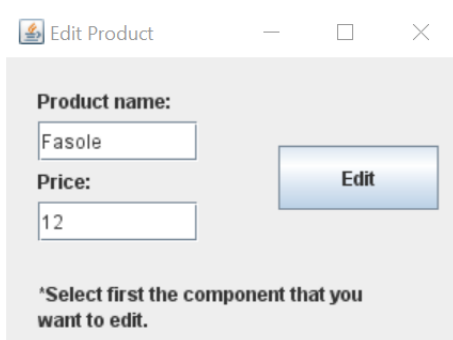 Edit Product
Product name:
Fasole
Price:
Edit
12
*Select first the component that you
want to edit.